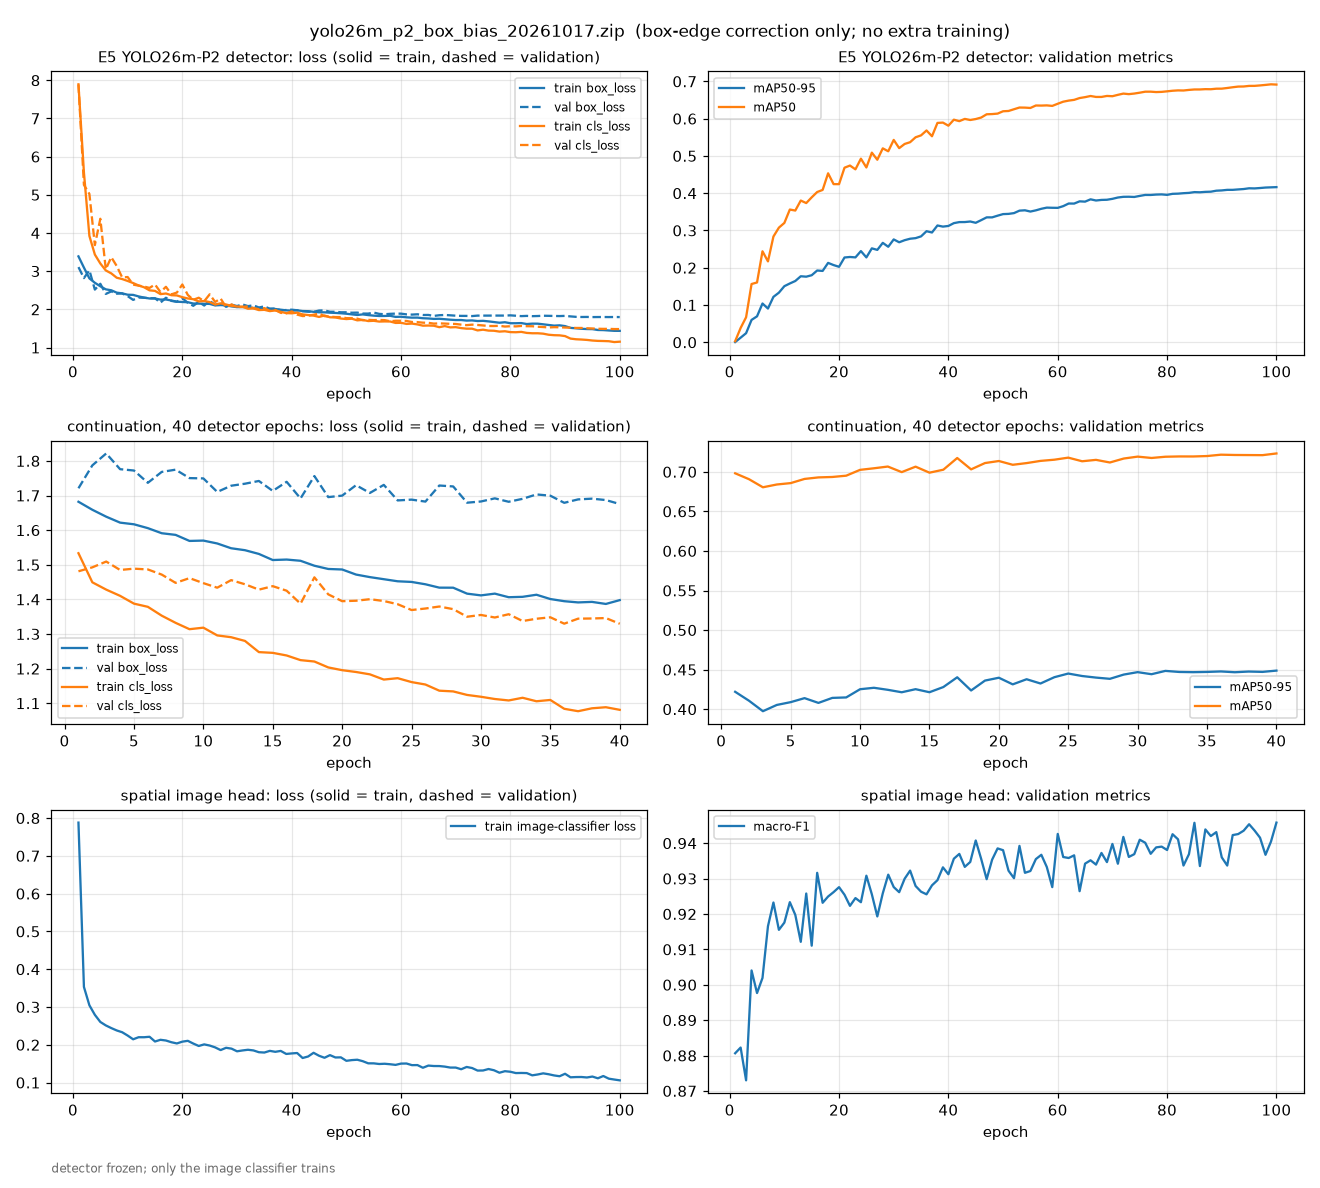 yolo26m_p2_box_bias_20261017.zip  (box-edge correction only; no extra training)
E5 YOLO26m-P2 detector: loss (solid = train, dashed = validation)
8
7
6
5
4
3
2
1
train box_loss
val box_loss
train cls_loss
val cls_loss
0 20 40 60 80 100
epoch
E5 YOLO26m-P2 detector: validation metrics
0.7
0.6
0.5
0.4
0.3
0.2
0.1
0.0
mAP50-95
mAP50
0 20 40 60 80 100
epoch
continuation, 40 detector epochs: loss (solid = train, dashed = validation)
1.8
1.7
1.6
1.5
1.4
1.3
1.2
1.1
train box_loss
val box_loss
train cls_loss
val cls_loss
0 5 10 15 20 25 30 35 40
epoch
continuation, 40 detector epochs: validation metrics
0.70
0.65
0.60
0.55
0.50
0.45
0.40
mAP50-95
mAP50
0 5 10 15 20 25 30 35 40
epoch
spatial image head: loss (solid = train, dashed = validation)
0.8
0.7
0.6
0.5
0.4
0.3
0.2
0.1
train image-classifier loss
0 20 40 60 80 100
epoch
spatial image head: validation metrics
0.94
0.93
0.92
0.91
0.90
0.89
0.88
0.87
macro-F1
0 20 40 60 80 100
epoch
detector frozen; only the image classifier trains